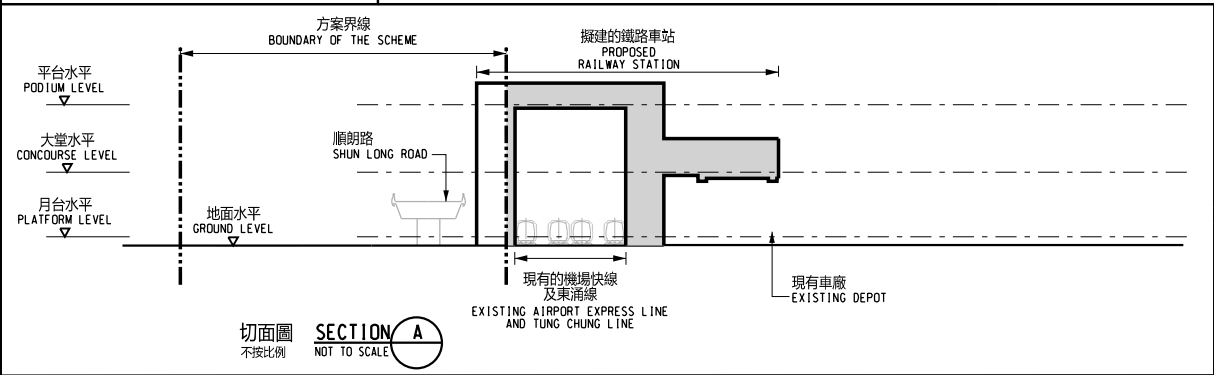 方案界線
BOUNDARY OF THE SCHEME
擬建的鐵路車站
PROPOSED
RAILWAY STATION
平台水平
PODIUM LEVEL
大堂水平
CONCOURSE LEVEL
順朗路
SHUN LONG ROAD
月台水平
PLATFORM LEVEL
地面水平
GROUND LEVEL
現有的機場快線
及東涌線
EXISTING AIRPORT EXPRESS LINE
AND TUNG CHUNG LINE
現有車廠
EXISTING DEPOT
切面圖
不按比例
SECTION A
NOT TO SCALE